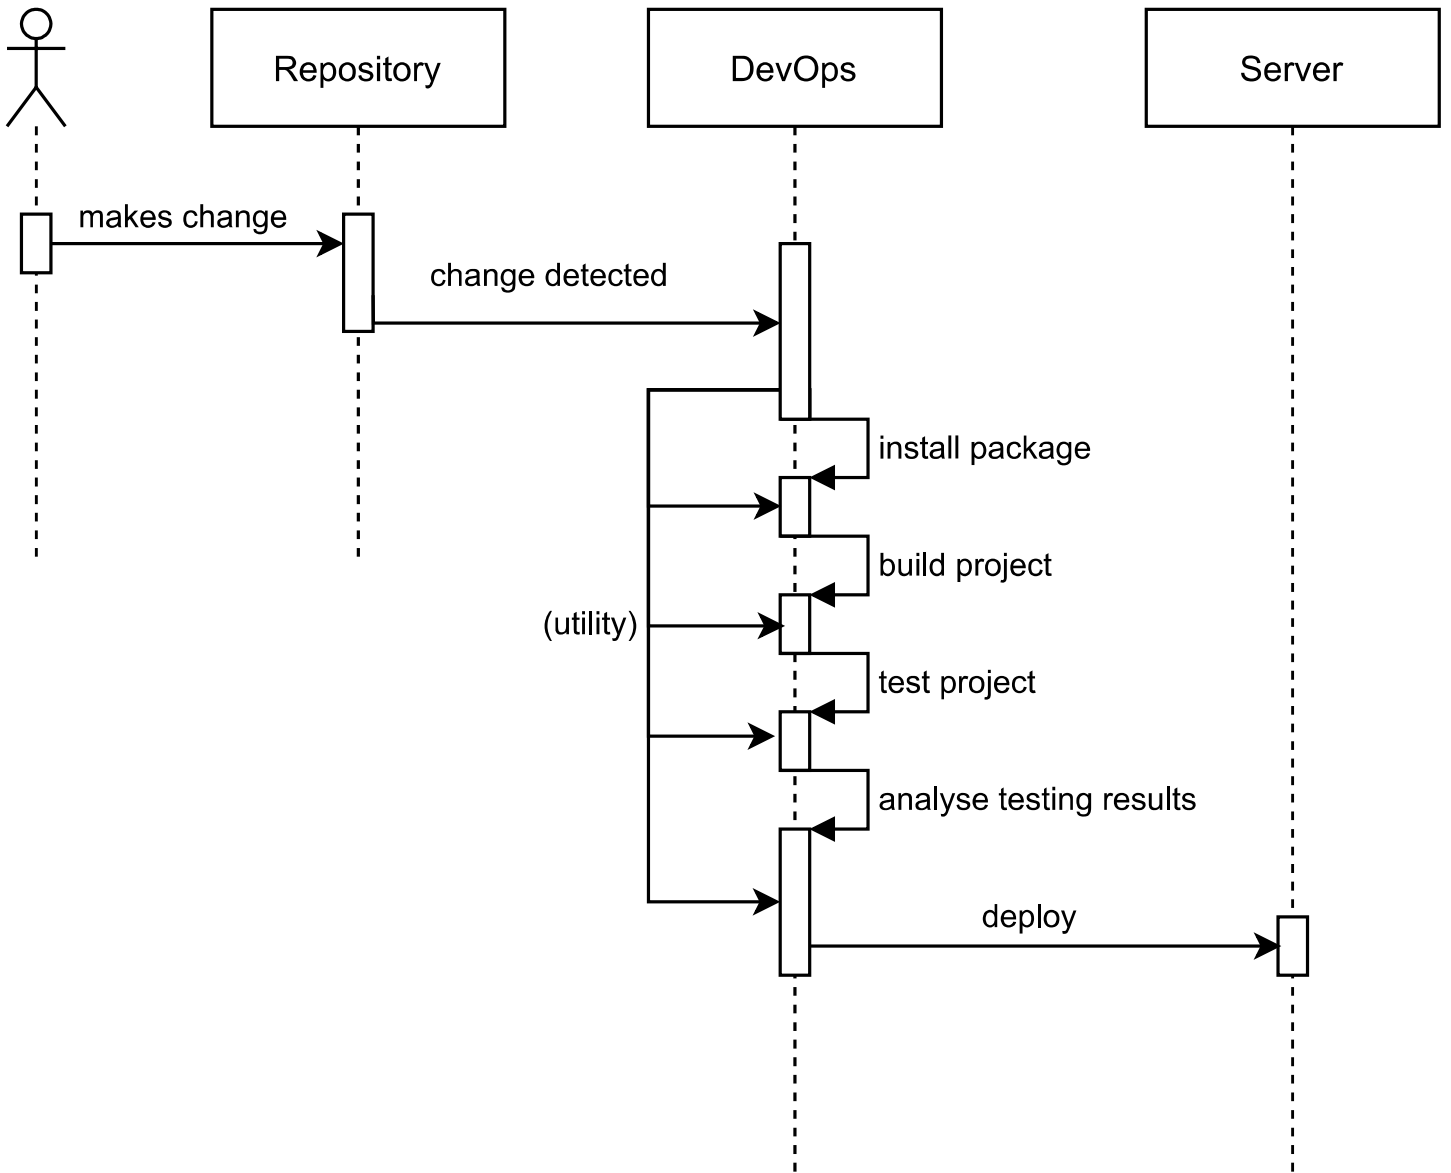 Repository
DevOps
Server
makes change
change detected
install package
build project
(utility)
test project
analyse testing results
deploy